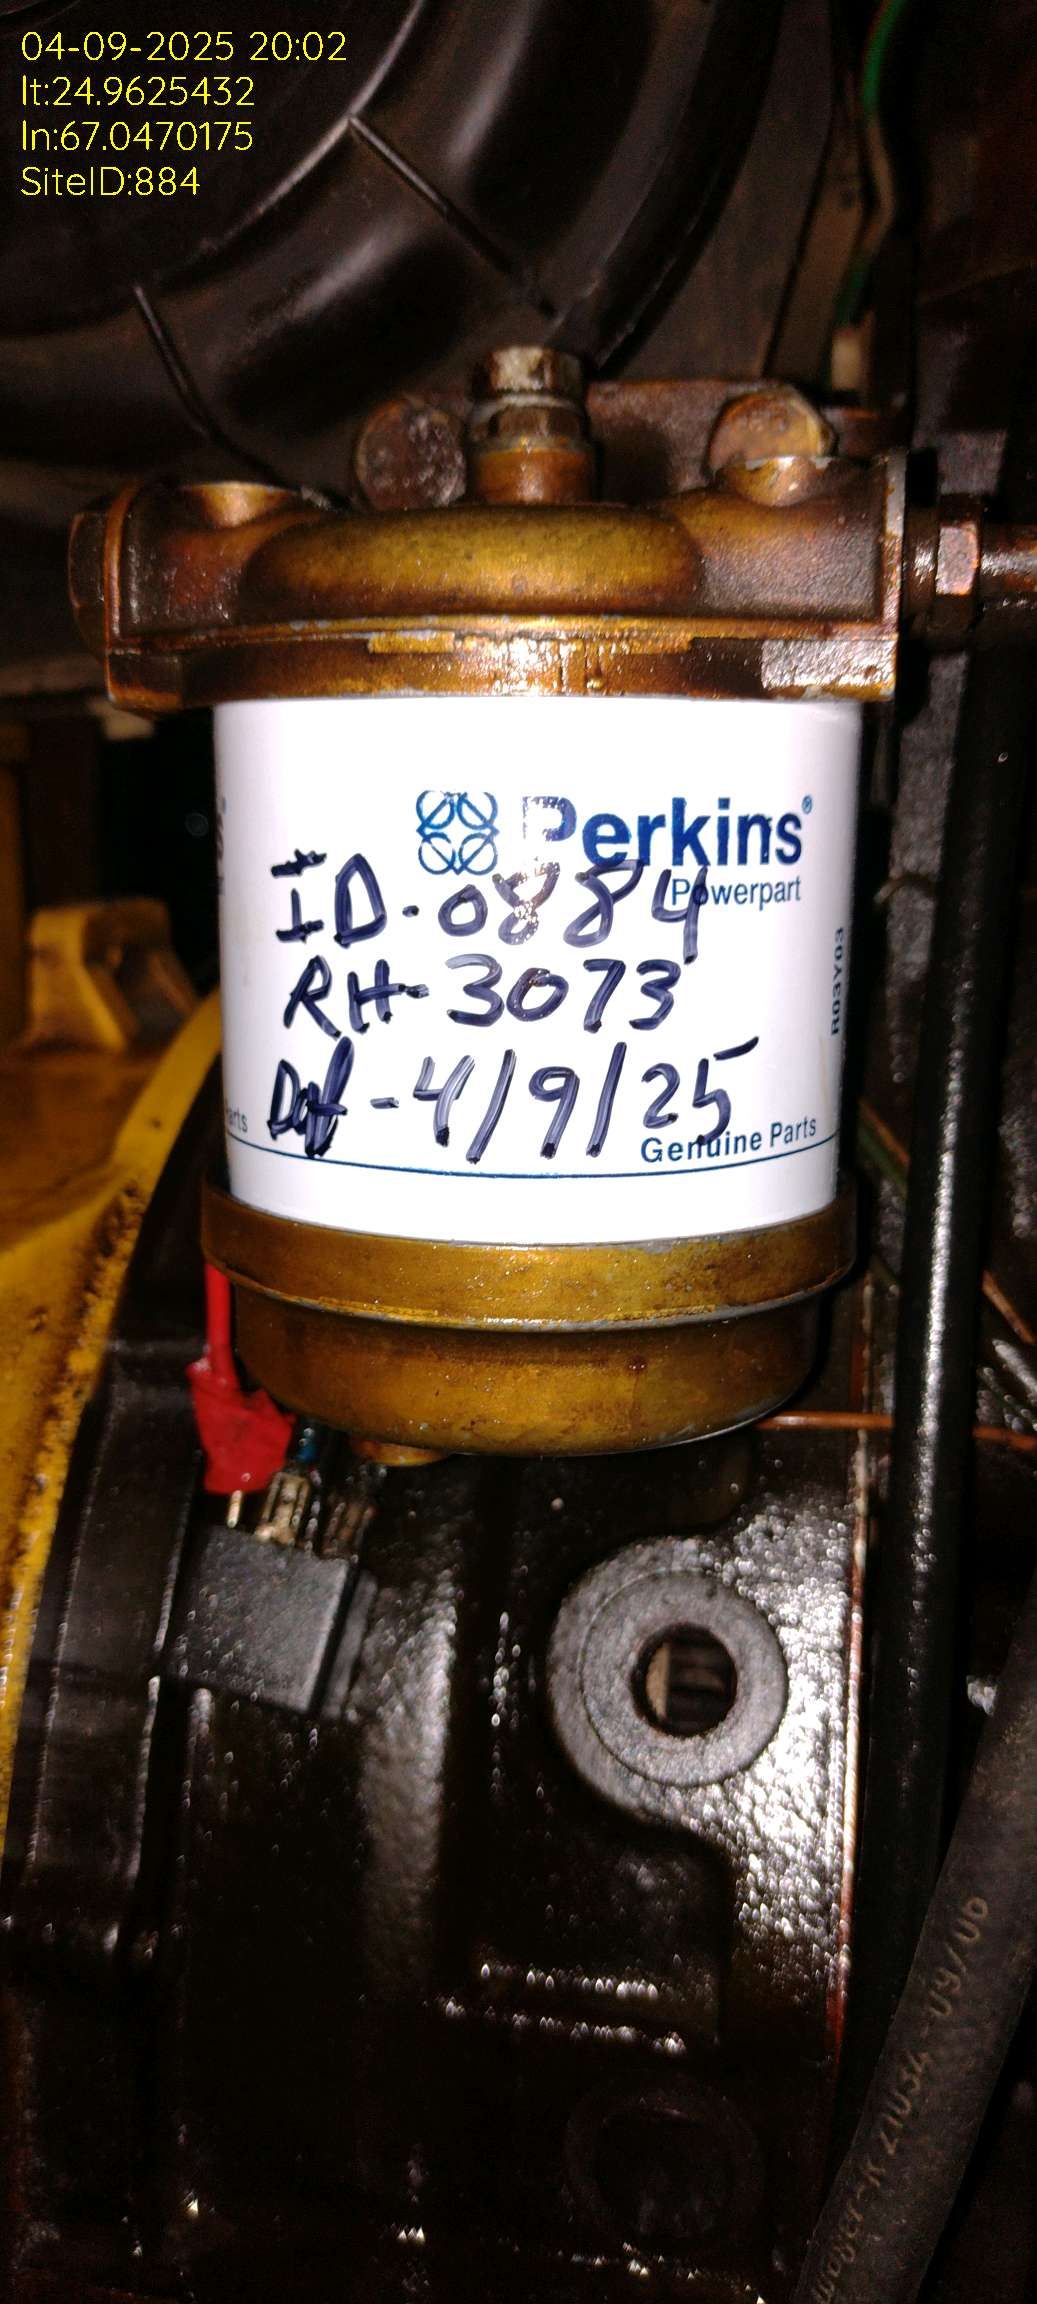 04-09-2025 20:02
lt:24.9625432
ln:67.0470175
SiteID:884
Perkins®
Powerpart
ID-0884
RH-3073
R03Y03
Dat-4/9/25
arts
Genuine Parts